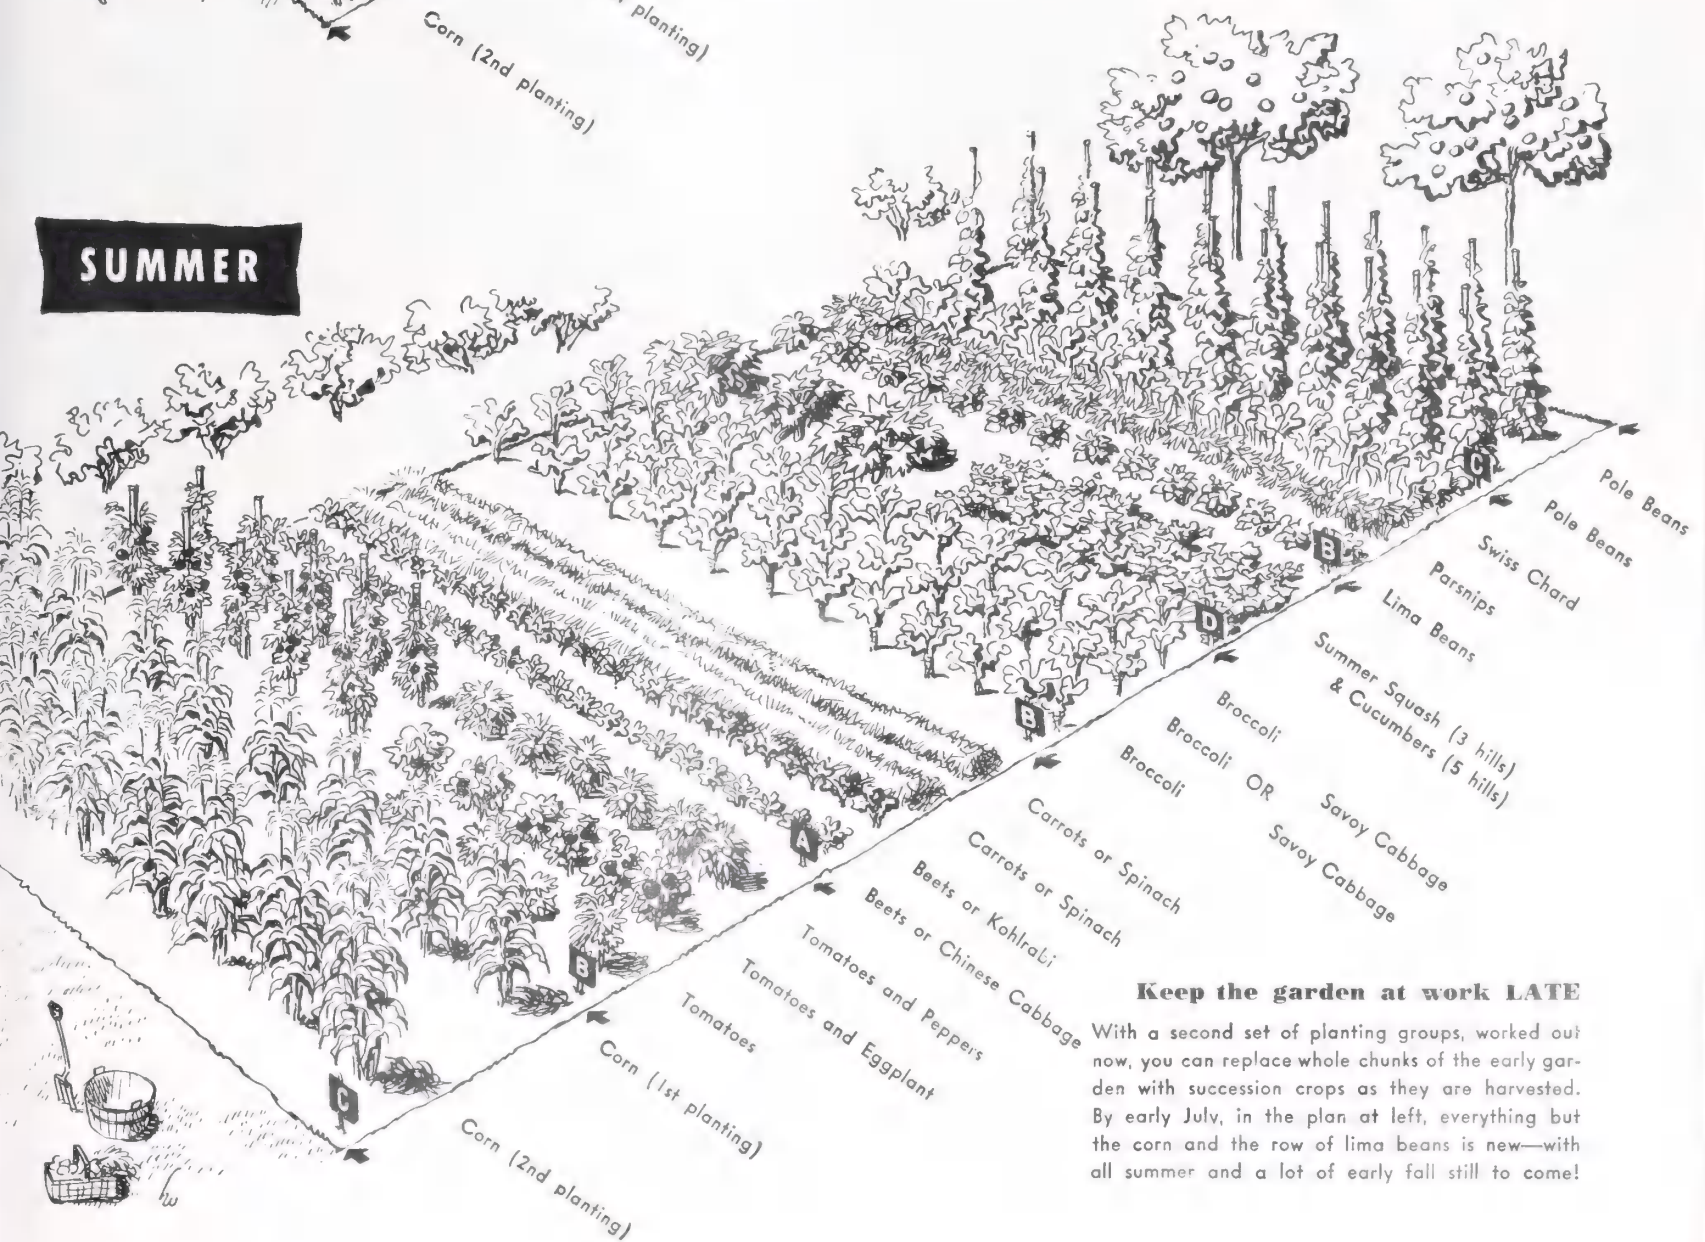 planting)
Corn (2nd planting)
SUMMER
C
B
D
B
A
B
C
Pole Beans
Pole Beans
Swiss Chard
Parsnips
Lima Beans
Summer Squash (3 hills)
& Cucumbers (5 hills)
Broccoli
Broccoli OR Savoy Cabbage
Broccoli
Savoy Cabbage
Carrots or Spinach
Carrots or Spinach
Beets or Kohlrabi
Beets or Chinese Cabbage
Tomatoes and Peppers
Tomatoes and Eggplant
Tomatoes
Corn (1st planting)
Corn (2nd planting)
Keep the garden at work LATE
With a second set of planting groups, worked out
now, you can replace whole chunks of the early gar-
den with succession crops as they are harvested.
By early July, in the plan at left, everything but
the corn and the row of lima beans is new—with
all summer and a lot of early fall still to come!